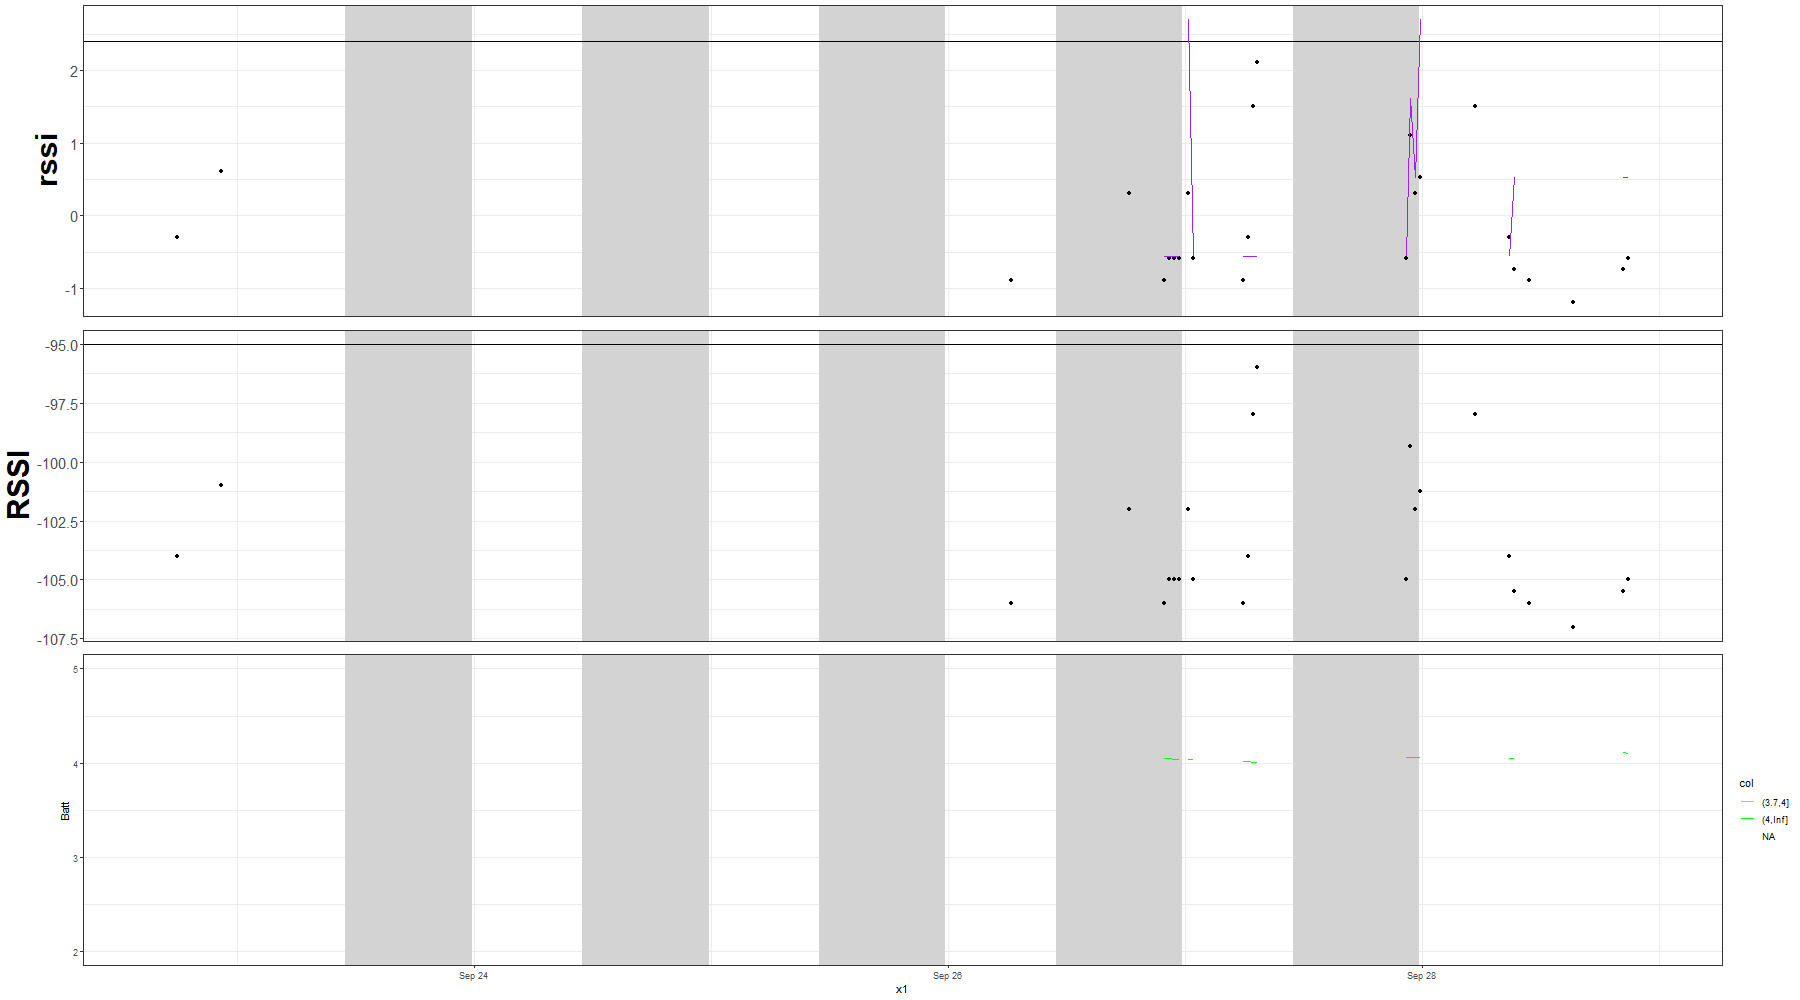 rssi
2
1
0
-1
RSSI
-95.0
-97.5
-100.0
-102.5
-105.0
-107.5
Batt
5
4
3
2
Sep 24
Sep 26
Sep 28
x1
col
(3.7,4]
(4,Inf]
NA